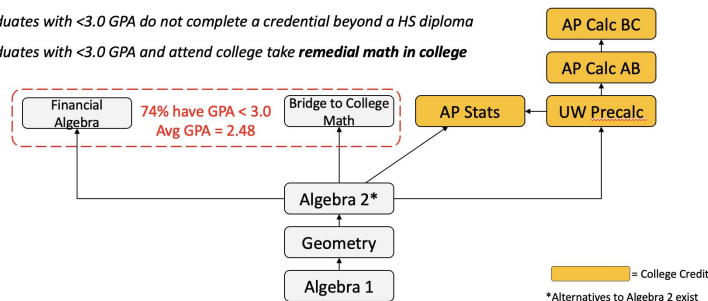 duates with <3.0 GPA do not complete a credential beyond a HS diploma
duates with <3.0 GPA and attend college take remedial math in college
AP Calc BC
AP Calc AB
Financial
Algebra
74% have GPA < 3.0
Avg GPA = 2.48
Bridge to College
Math
AP Stats
UW Precalc
Algebra 2*
Geometry
Algebra 1
= College Credit
*Alternatives to Algebra 2 exist